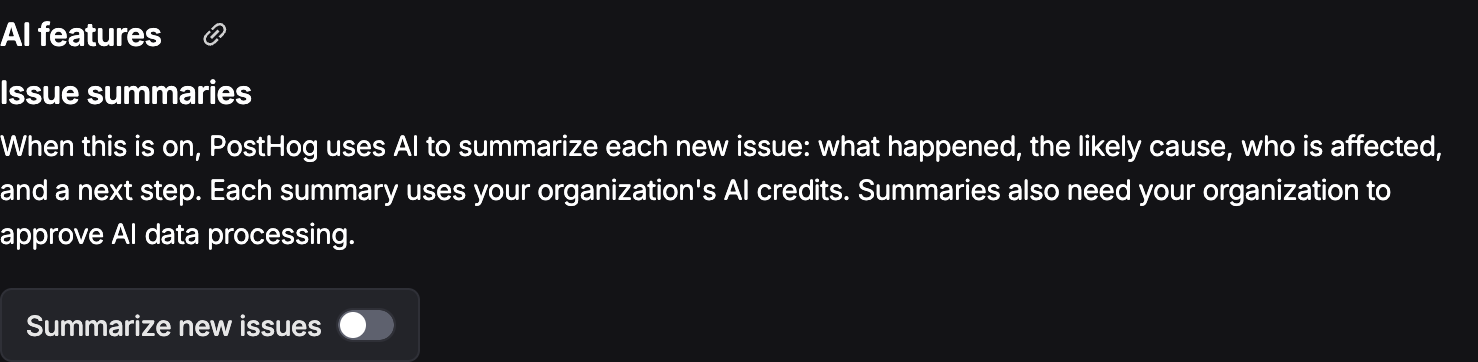 AI features
Issue summaries
When this is on, PostHog uses AI to summarize each new issue: what happened, the likely cause, who is affected,
and a next step. Each summary uses your organization's AI credits. Summaries also need your organization to
approve AI data processing.
Summarize new issues